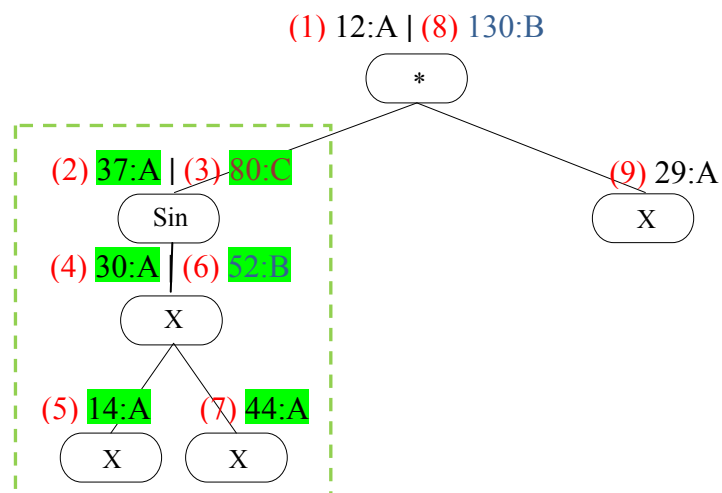 (1) 12:A | (8) 130:B
*
(2) 37:A | (3) 80:C
(9) 29:A
Sin
X
(4) 30:A | (6) 52:B
X
(5) 14:A (7) 44:A
X X